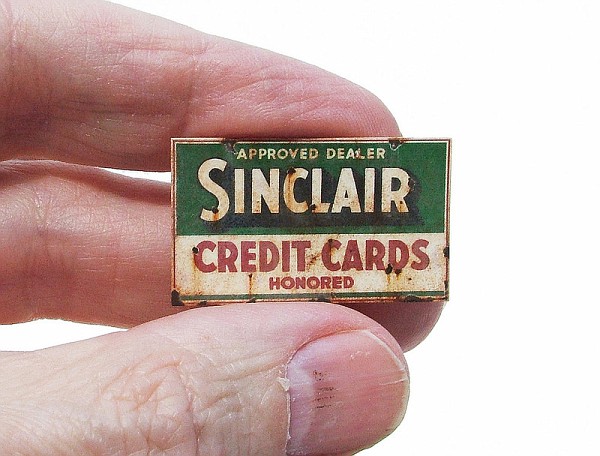 APPROVED DEALER
SINCLAIR
CREDIT CARDS
HONORED